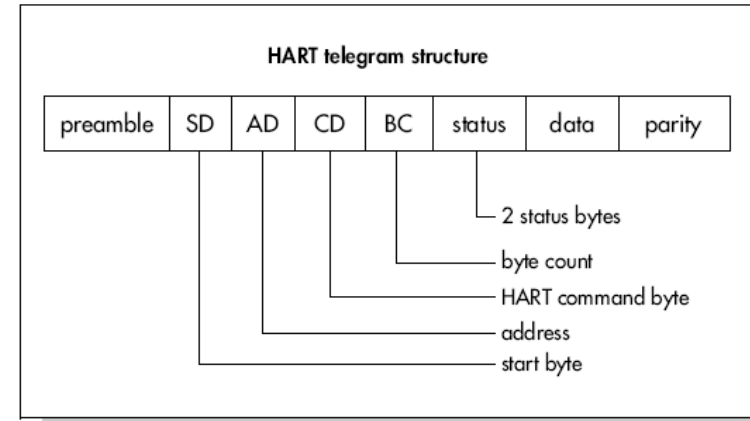 HART telegram structure
preamble SD AD CD BC status data parity
2 status bytes
byte count
HART command byte
address
start byte